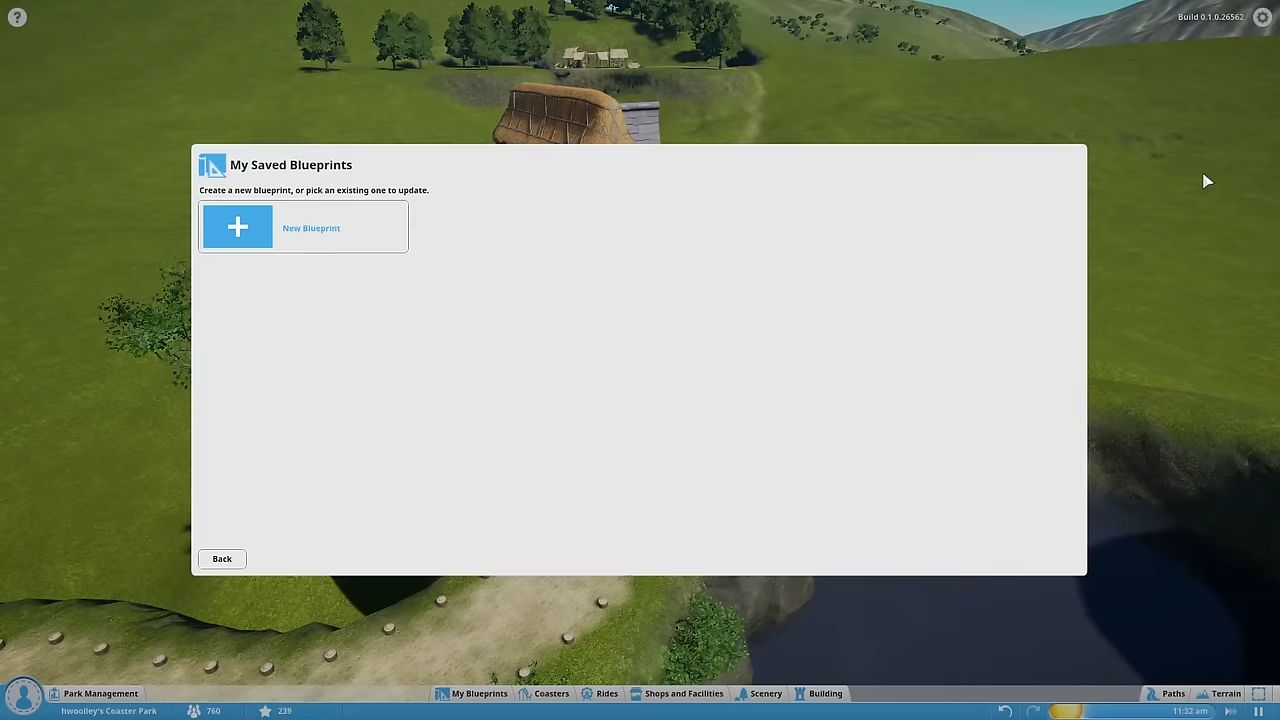 ?
Build 0.1.0.26562
My Saved Blueprints
Create a new blueprint, or pick an existing one to update.
New Blueprint
Back
Park Management
My Blueprints
Coasters
Rides
Shops and Facilities
Scenery
Building
Paths
Terrain
hwoolley's Coaster Park
760
239
11:32 am